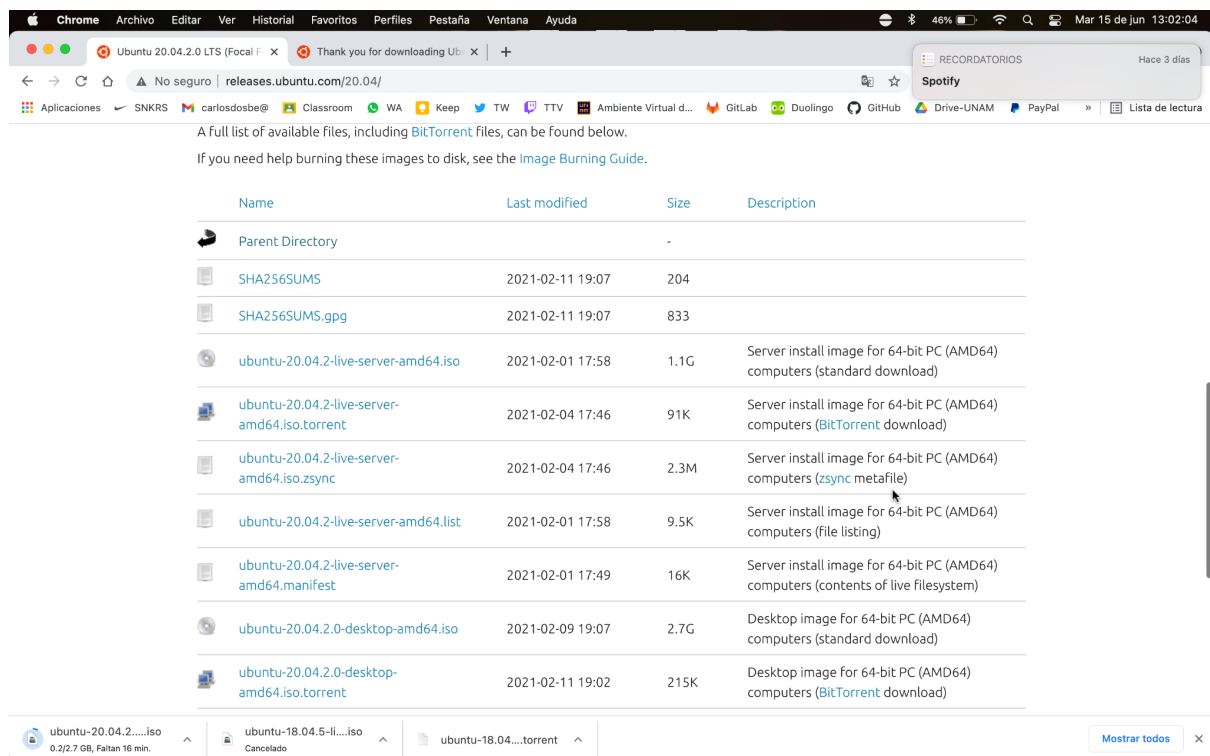 Chrome Archivo Editar Ver Historial Favoritos Perfiles Pestaña Ventana Ayuda 46% Mar 15 de jun 13:02:04
Ubuntu 20.04.2.0 LTS (Focal F
Thank you for downloading Ub
RECORDATORIOS Hace 3 días
Spotify
No seguro releases.ubuntu.com/20.04/
Aplicaciones SNKRS carlosdosbe@ Classroom WA Keep TW TTV Ambiente Virtual d... GitLab Duolingo GitHub Drive-UNAM PayPal » Lista de lectura
A full list of available files, including BitTorrent files, can be found below.
If you need help burning these images to disk, see the Image Burning Guide.
Name Last modified Size Description
Parent Directory -
SHA256SUMS 2021-02-11 19:07 204
SHA256SUMS.gpg 2021-02-11 19:07 833
ubuntu-20.04.2-live-server-amd64.iso 2021-02-01 17:58 1.1G Server install image for 64-bit PC (AMD64)
computers (standard download)
ubuntu-20.04.2-live-server-
amd64.iso.torrent 2021-02-04 17:46 91K Server install image for 64-bit PC (AMD64)
computers (BitTorrent download)
ubuntu-20.04.2-live-server-
amd64.iso.zsync 2021-02-04 17:46 2.3M Server install image for 64-bit PC (AMD64)
computers (zsync metafile)
ubuntu-20.04.2-live-server-amd64.list 2021-02-01 17:58 9.5K Server install image for 64-bit PC (AMD64)
computers (file listing)
ubuntu-20.04.2-live-server-
amd64.manifest 2021-02-01 17:49 16K Server install image for 64-bit PC (AMD64)
computers (contents of live filesystem)
ubuntu-20.04.2.0-desktop-amd64.iso 2021-02-09 19:07 2.7G Desktop image for 64-bit PC (AMD64)
computers (standard download)
ubuntu-20.04.2.0-desktop-
amd64.iso.torrent 2021-02-11 19:02 215K Desktop image for 64-bit PC (AMD64)
computers (BitTorrent download)
ubuntu-20.04.2.....iso
0.2/2.7 GB, Faltan 16 min.
ubuntu-18.04.5-li....iso
Cancelado
ubuntu-18.04....torrent
Mostrar todos